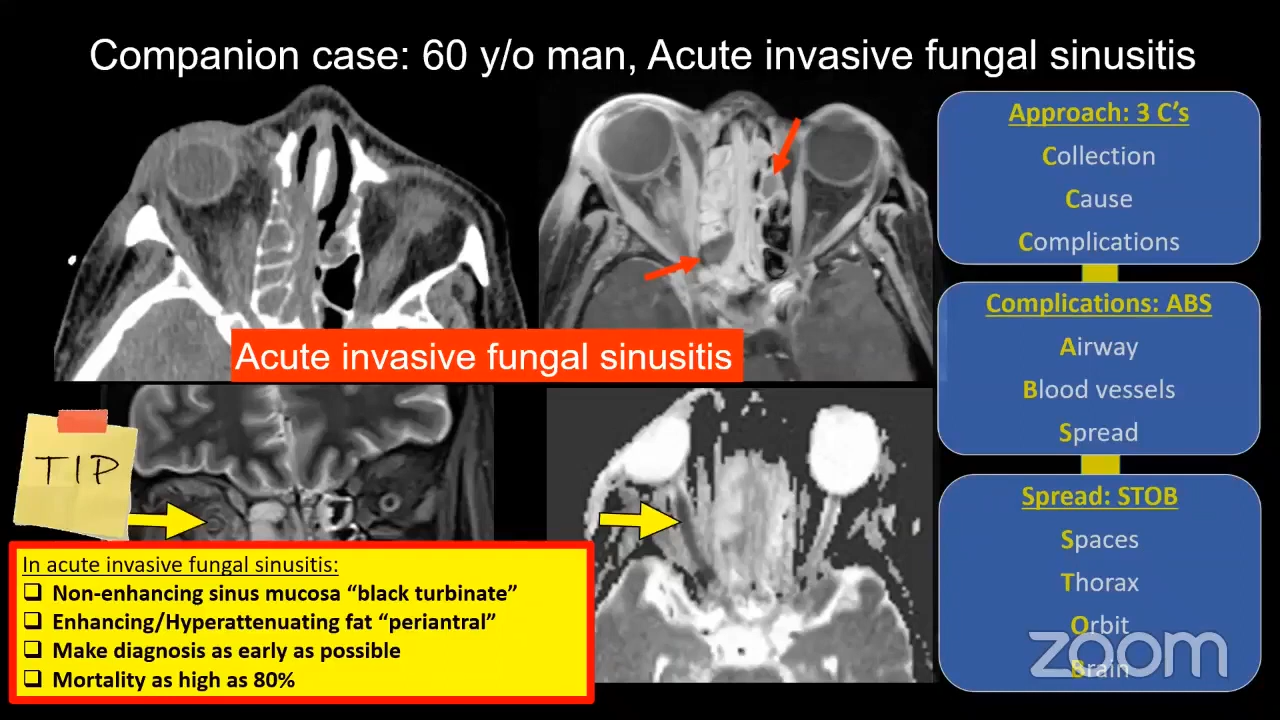 Companion case: 60 y/o man, Acute invasive fungal sinusitis
Acute invasive fungal sinusitis
TIP
In acute invasive fungal sinusitis:
Non-enhancing sinus mucosa “black turbinate”
Enhancing/Hyperattenuating fat “periantral”
Make diagnosis as early as possible
Mortality as high as 80%
Approach: 3 C’s
Collection
Cause
Complications
Complications: ABS
Airway
Blood vessels
Spread
Spread: STOB
Spaces
Thorax
Orbit
Brain
zoom